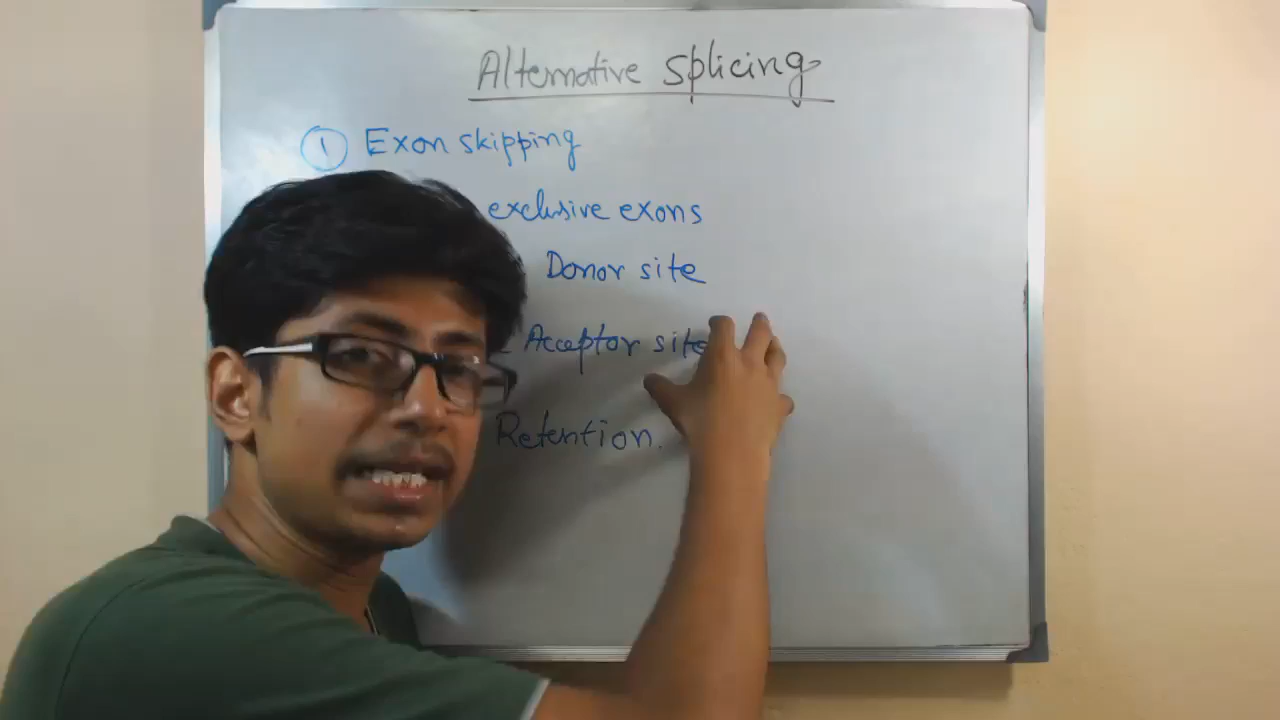 Alternative splicing
① Exon skipping
exclusive exons
Donor site
Acceptor site
Retention.